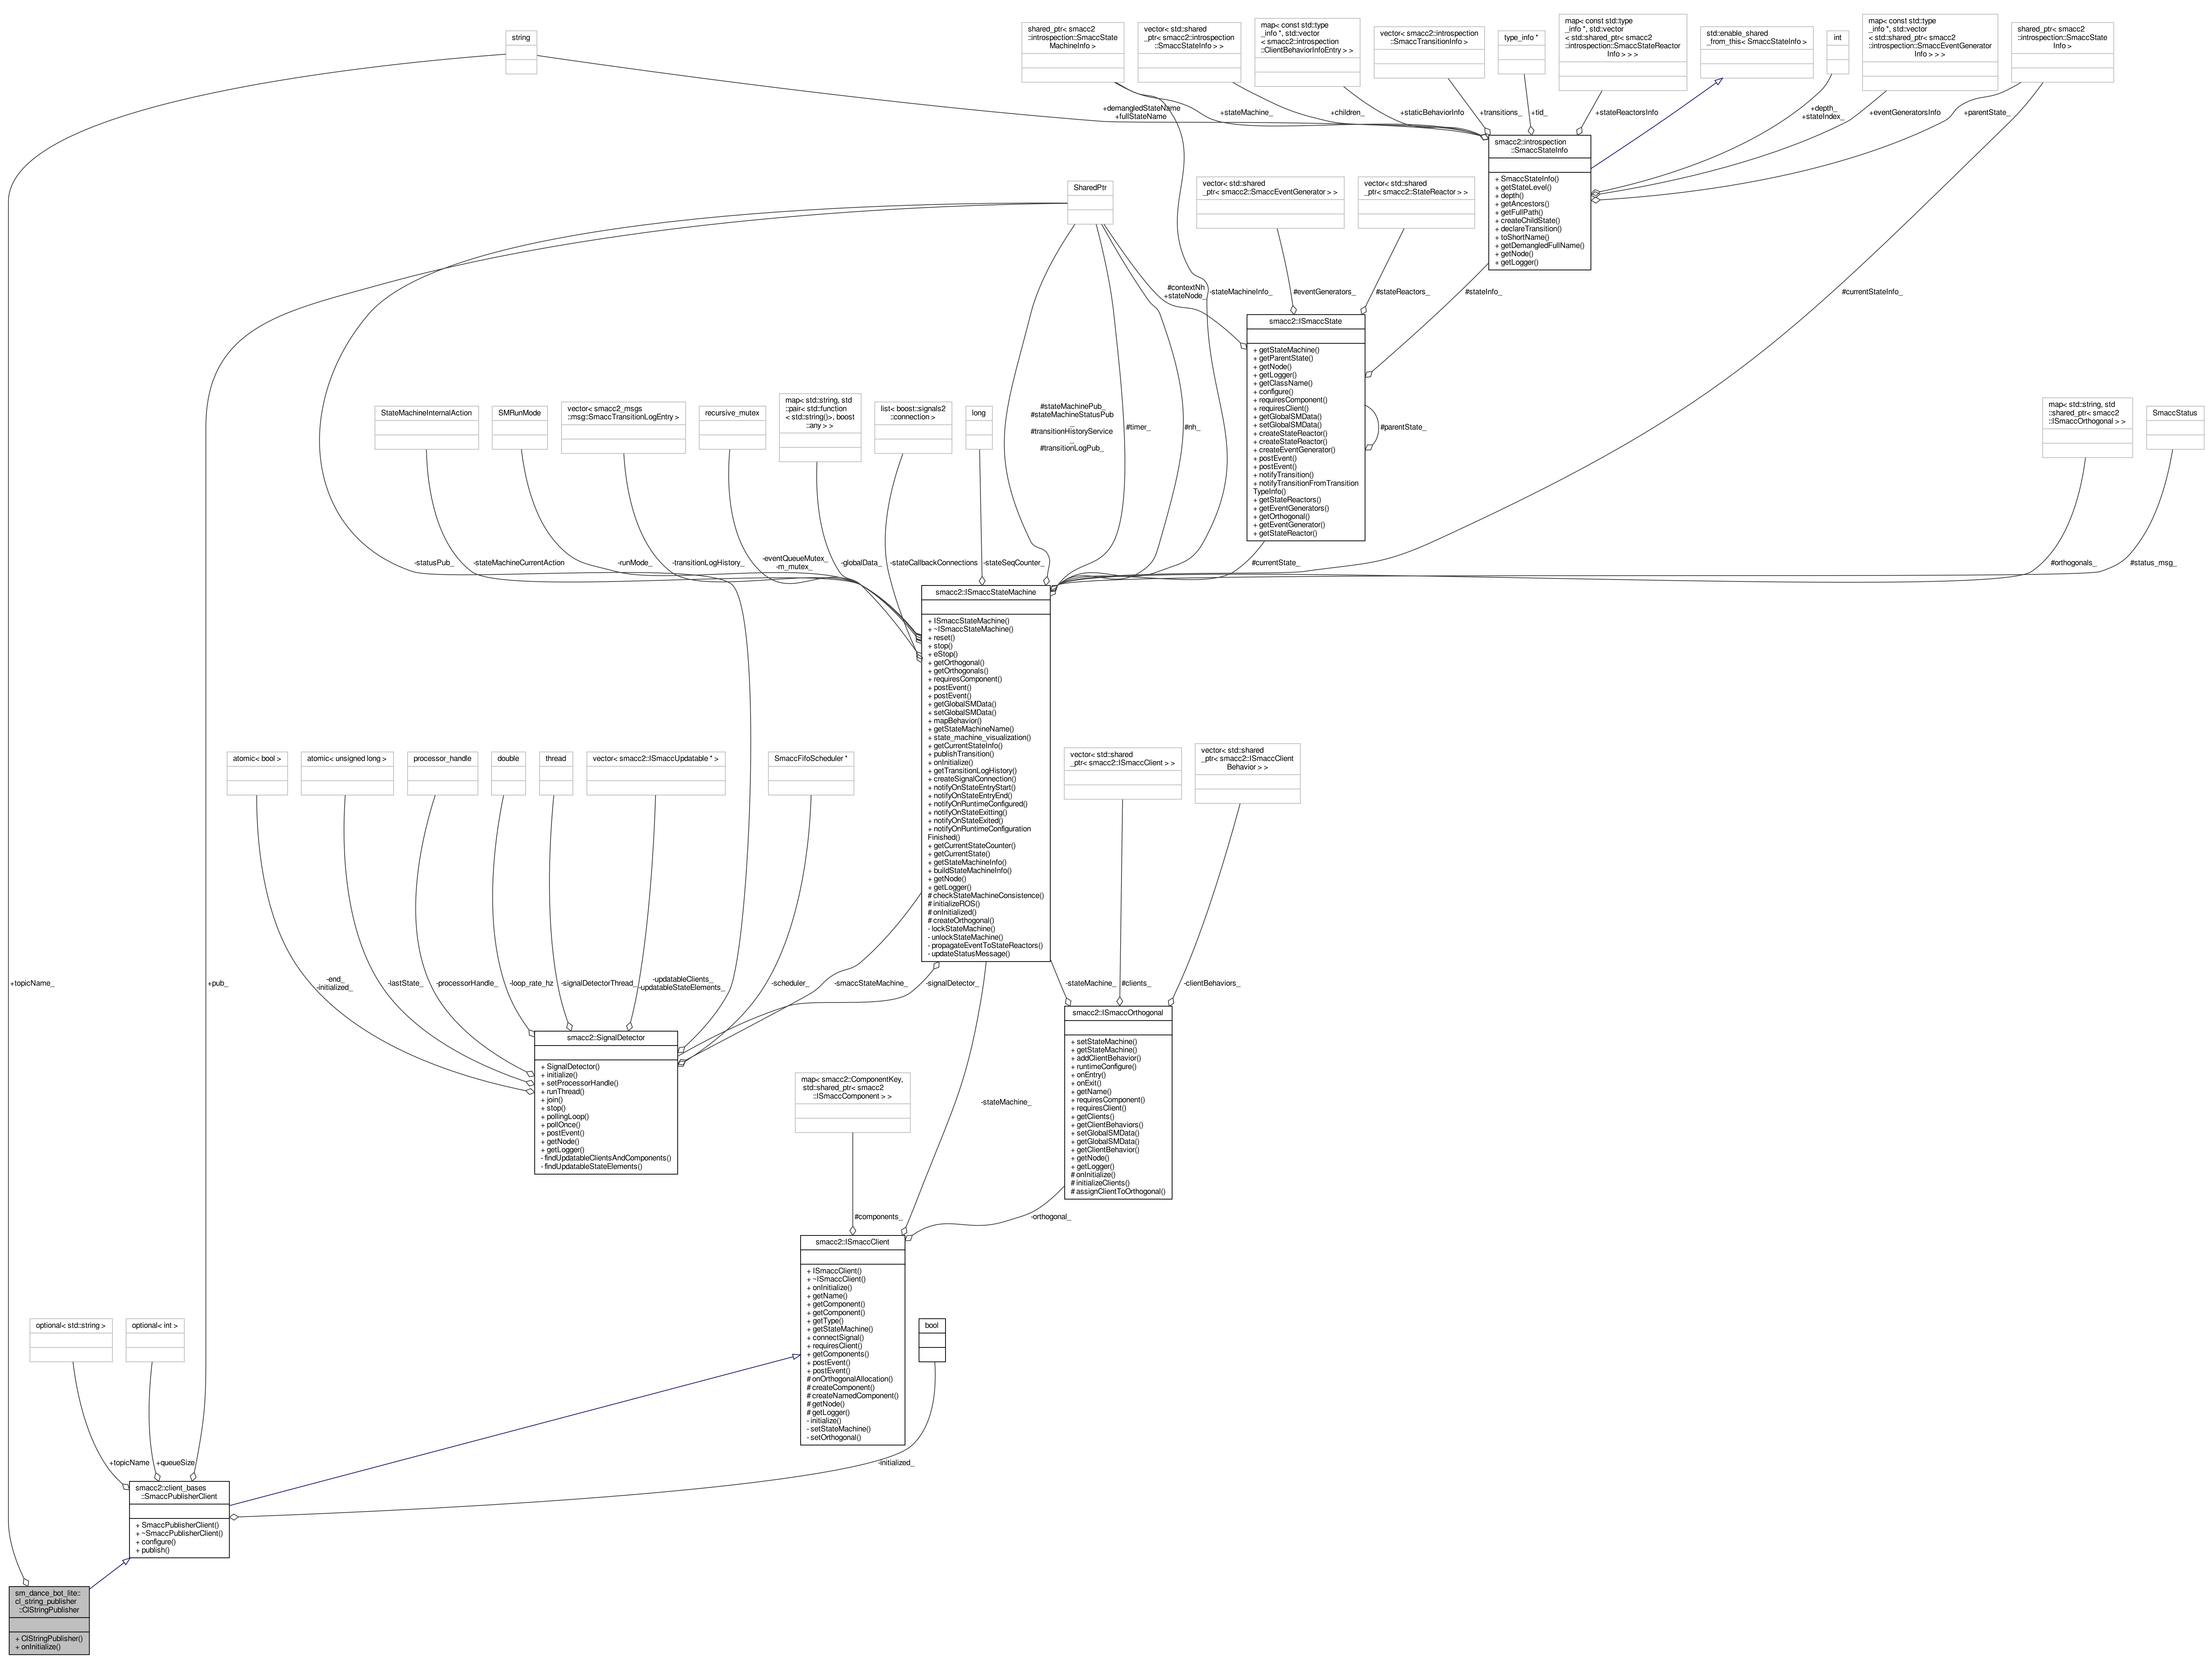 string
shared_ptr< smacc2
::introspection::SmaccState
MachineInfo >
vector< std::shared
_ptr< smacc2::introspection
::SmaccStateInfo > >
map< const std::type
_info *, std::vector
< smacc2::introspection
::ClientBehaviorInfoEntry > >
vector< smacc2::introspection
::SmaccTransitionInfo >
type_info *
map< const std::type
_info *, std::vector
< std::shared_ptr< smacc2
::introspection::SmaccStateReactor
Info > > >
std::enable_shared
_from_this< SmaccStateInfo >
int
map< const std::type
_info *, std::vector
< std::shared_ptr< smacc2
::introspection::SmaccEventGenerator
Info > > >
shared_ptr< smacc2
::introspection::SmaccState
Info >
+demangledStateName
+fullStateName
+stateMachine_
+children_
+staticBehaviorInfo
+transitions_
+tid_
+stateReactorsInfo
+depth_
+stateIndex_
+eventGeneratorsInfo
+parentState_
smacc2::introspection
::SmaccStateInfo
+ SmaccStateInfo()
+ getStateLevel()
+ depth()
+ getAncestors()
+ getFullPath()
+ createChildState()
+ declareTransition()
+ toShortName()
+ getDemangledFullName()
+ getNode()
+ getLogger()
SharedPtr
vector< std::shared
_ptr< smacc2::SmaccEventGenerator > >
vector< std::shared
_ptr< smacc2::StateReactor > >
#contextNh
+stateNode_
-stateMachineInfo_
#eventGenerators_
#stateReactors_
#stateInfo_
#currentStateInfo_
smacc2::ISmaccState
+ getStateMachine()
+ getParentState()
+ getNode()
+ getLogger()
+ getClassName()
+ configure()
+ requiresComponent()
+ requiresClient()
+ getGlobalSMData()
+ setGlobalSMData()
+ createStateReactor()
+ createStateReactor()
+ createEventGenerator()
+ postEvent()
+ postEvent()
+ notifyTransition()
+ notifyTransitionFromTransition
TypeInfo()
+ getStateReactors()
+ getEventGenerators()
+ getOrthogonal()
+ getEventGenerator()
+ getStateReactor()
#parentState_
StateMachineInternalAction
SMRunMode
vector< smacc2_msgs
::msg::SmaccTransitionLogEntry >
recursive_mutex
map< std::string, std
::pair< std::function
< std::string()>, boost
::any > >
list< boost::signals2
::connection >
long
#stateMachinePub_
#stateMachineStatusPub
_
#transitionHistoryService
_
#transitionLogPub_
#timer_
#nh_
map< std::string, std
::shared_ptr< smacc2
::ISmaccOrthogonal > >
SmaccStatus
-statusPub_
-stateMachineCurrentAction
-runMode_
-transitionLogHistory_
-eventQueueMutex_
-m_mutex_
-globalData_
-stateCallbackConnections
-stateSeqCounter_
#currentState_
#orthogonals_
#status_msg_
smacc2::ISmaccStateMachine
+ ISmaccStateMachine()
+ ~ISmaccStateMachine()
+ reset()
+ stop()
+ eStop()
+ getOrthogonal()
+ getOrthogonals()
+ requiresComponent()
+ postEvent()
+ postEvent()
+ getGlobalSMData()
+ setGlobalSMData()
+ mapBehavior()
+ getStateMachineName()
+ state_machine_visualization()
+ getCurrentStateInfo()
+ publishTransition()
+ onInitialize()
+ getTransitionLogHistory()
+ createSignalConnection()
+ notifyOnStateEntryStart()
+ notifyOnStateEntryEnd()
+ notifyOnRuntimeConfigured()
+ notifyOnStateExitting()
+ notifyOnStateExited()
+ notifyOnRuntimeConfiguration
Finished()
+ getCurrentStateCounter()
+ getCurrentState()
+ getStateMachineInfo()
+ buildStateMachineInfo()
+ getNode()
+ getLogger()
# checkStateMachineConsistence()
# initializeROS()
# onInitialized()
# createOrthogonal()
- lockStateMachine()
- unlockStateMachine()
- propagateEventToStateReactors()
- updateStatusMessage()
atomic< bool >
atomic< unsigned long >
processor_handle
double
thread
vector< smacc2::ISmaccUpdatable * >
SmaccFifoScheduler *
vector< std::shared
_ptr< smacc2::ISmaccClient > >
vector< std::shared
_ptr< smacc2::ISmaccClient
Behavior > >
+topicName_
+pub_
-end_
-initialized_
-lastState_
-processorHandle_
-loop_rate_hz
-signalDetectorThread_
-updatableClients_
-updatableStateElements_
-scheduler_
-smaccStateMachine_
-signalDetector_
-stateMachine_
#clients_
-clientBehaviors_
smacc2::SignalDetector
+ SignalDetector()
+ initialize()
+ setProcessorHandle()
+ runThread()
+ join()
+ stop()
+ pollingLoop()
+ pollOnce()
+ postEvent()
+ getNode()
+ getLogger()
- findUpdatableClientsAndComponents()
- findUpdatableStateElements()
smacc2::ISmaccOrthogonal
+ setStateMachine()
+ getStateMachine()
+ addClientBehavior()
+ runtimeConfigure()
+ onEntry()
+ onExit()
+ getName()
+ requiresComponent()
+ requiresClient()
+ getClients()
+ getClientBehaviors()
+ setGlobalSMData()
+ getGlobalSMData()
+ getClientBehavior()
+ getNode()
+ getLogger()
# onInitialize()
# initializeClients()
# assignClientToOrthogonal()
map< smacc2::ComponentKey,
std::shared_ptr< smacc2
::ISmaccComponent > >
-stateMachine_
#components_
-orthogonal_
smacc2::ISmaccClient
+ ISmaccClient()
+ ~ISmaccClient()
+ onInitialize()
+ getName()
+ getComponent()
+ getComponent()
+ getType()
+ getStateMachine()
+ connectSignal()
+ requiresClient()
+ getComponents()
+ postEvent()
+ postEvent()
# onOrthogonalAllocation()
# createComponent()
# createNamedComponent()
# getNode()
# getLogger()
- initialize()
- setStateMachine()
- setOrthogonal()
optional< std::string >
optional< int >
bool
+topicName
+queueSize
-initialized_
smacc2::client_bases
::SmaccPublisherClient
+ SmaccPublisherClient()
+ ~SmaccPublisherClient()
+ configure()
+ publish()
sm_dance_bot_lite::
cl_string_publisher
::ClStringPublisher
+ ClStringPublisher()
+ onInitialize()